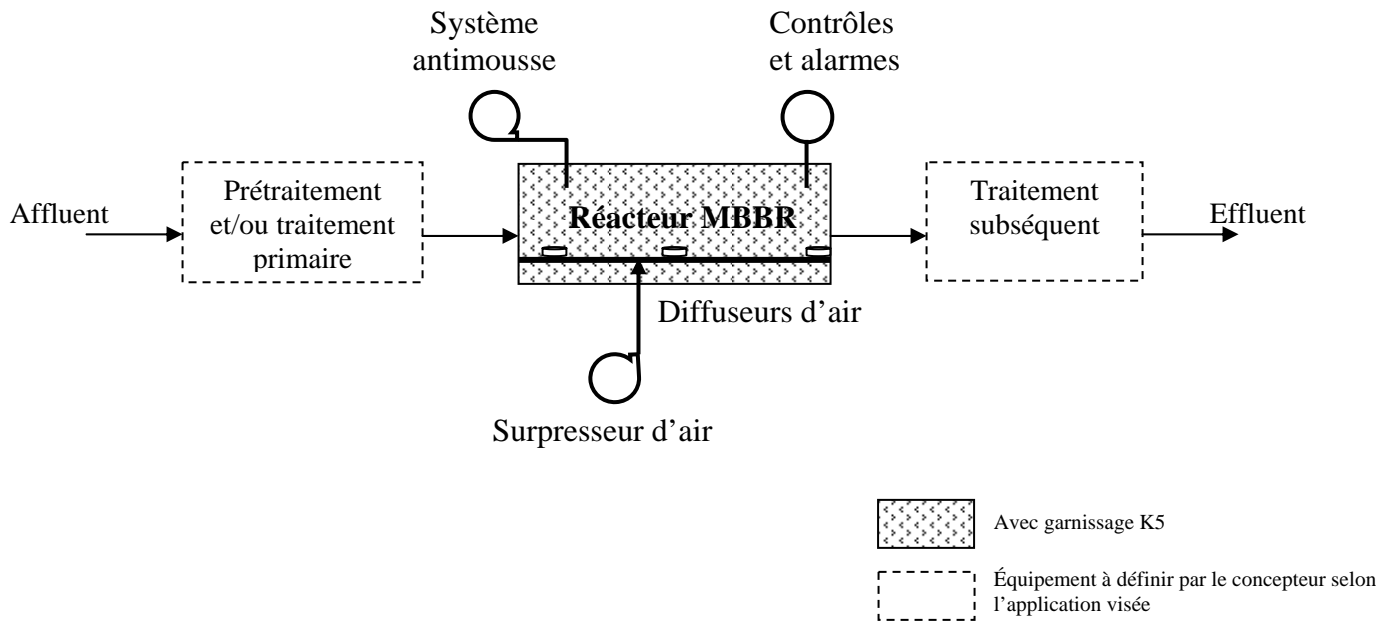 Système
antimousse
Contrôles
et alarmes
Affluent
Prétraitement
et/ou traitement
primaire
Réacteur MBBR
Traitement
subséquent
Effluent
Diffuseurs d’air
Surpresseur d’air
Avec garnissage K5
Équipement à définir par le concepteur selon
l’application visée